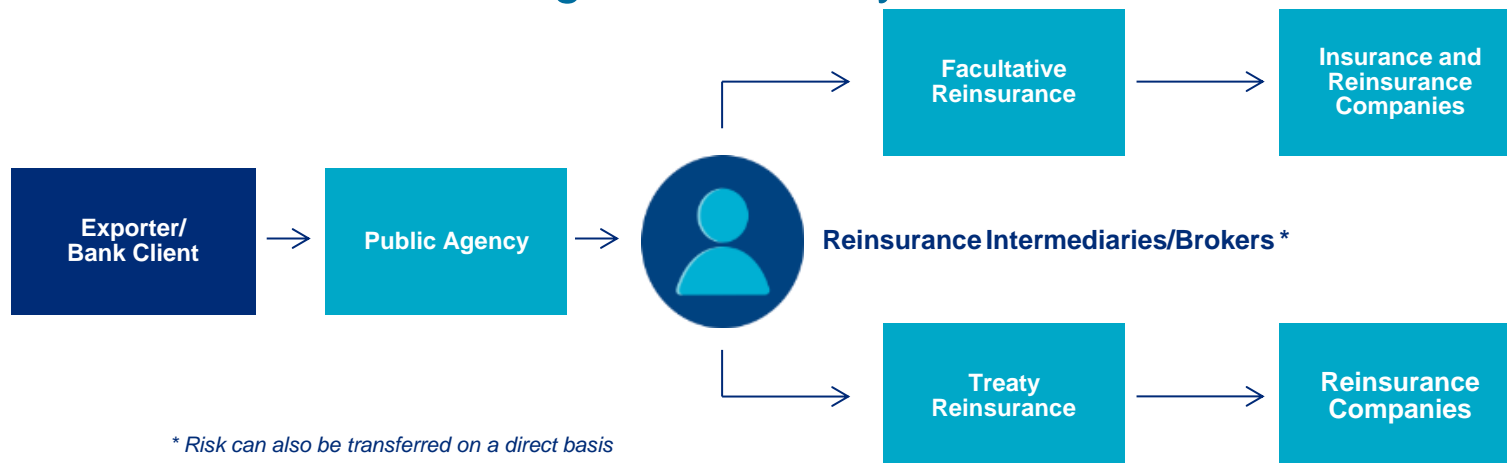 Exporter/
Bank Client
Public Agency
Reinsurance Intermediaries/Brokers *
Facultative
Reinsurance
Insurance and
Reinsurance
Companies
Treaty
Reinsurance
Reinsurance
Companies
* Risk can also be transferred on a direct basis